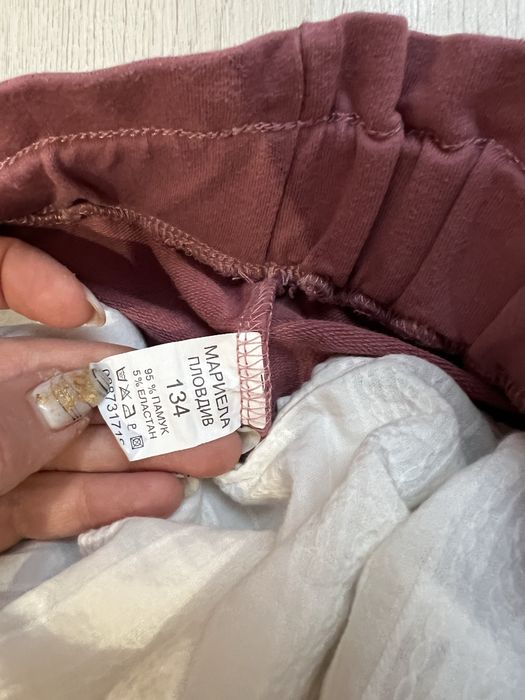 МАРИЕЛА
ПЛОВДИВ
134
95 % ПАМУК
5 % ЕЛАСТАН
P